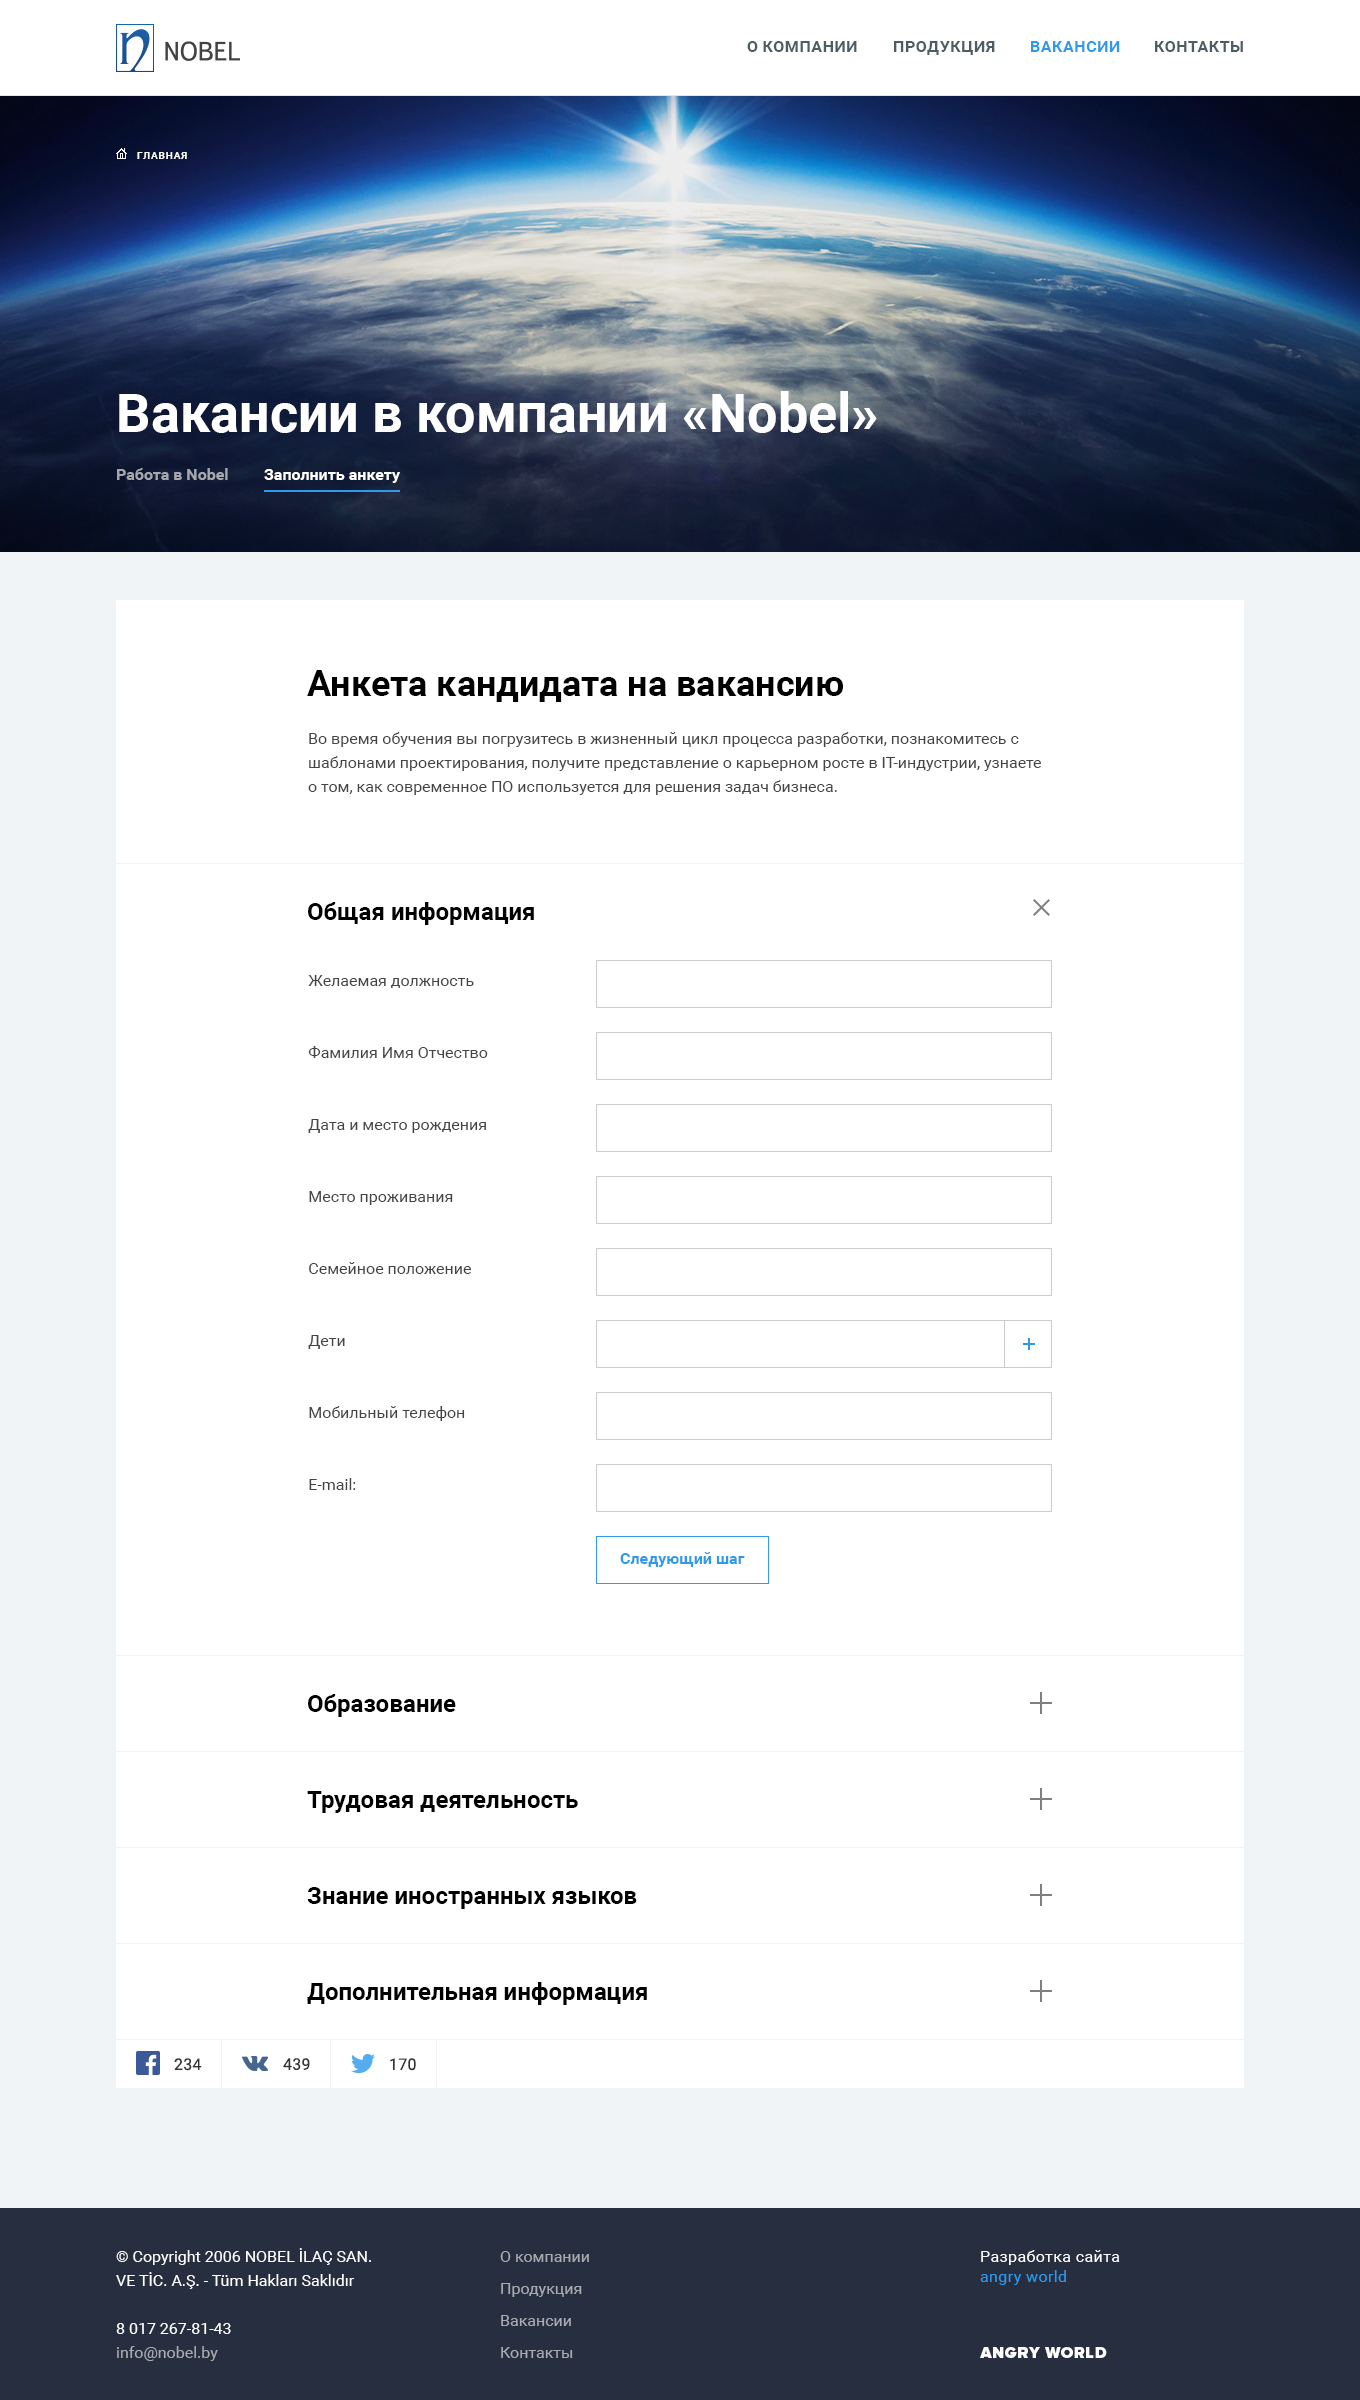 NOBEL
О КОМПАНИИ ПРОДУКЦИЯ ВАКАНСИИ КОНТАКТЫ
ГЛАВНАЯ
Вакансии в компании «Nobel»
Работа в Nobel Заполнить анкету
Анкета кандидата на вакансию
Во время обучения вы погрузитесь в жизненный цикл процесса разработки, познакомитесь с
шаблонами проектирования, получите представление о карьерном росте в IT-индустрии, узнаете
о том, как современное ПО используется для решения задач бизнеса.
Общая информация
Желаемая должность
Фамилия Имя Отчество
Дата и место рождения
Место проживания
Семейное положение
Дети
Мобильный телефон
E-mail:
Следующий шаг
Образование
Трудовая деятельность
Знание иностранных языков
Дополнительная информация
234 439 170
© Copyright 2006 NOBEL İLAÇ SAN.
VE TİC. A.Ş. - Tüm Hakları Saklıdır
8 017 267-81-43
info@nobel.by
О компании
Продукция
Вакансии
Контакты
Разработка сайта
angry world
ANGRY WORLD